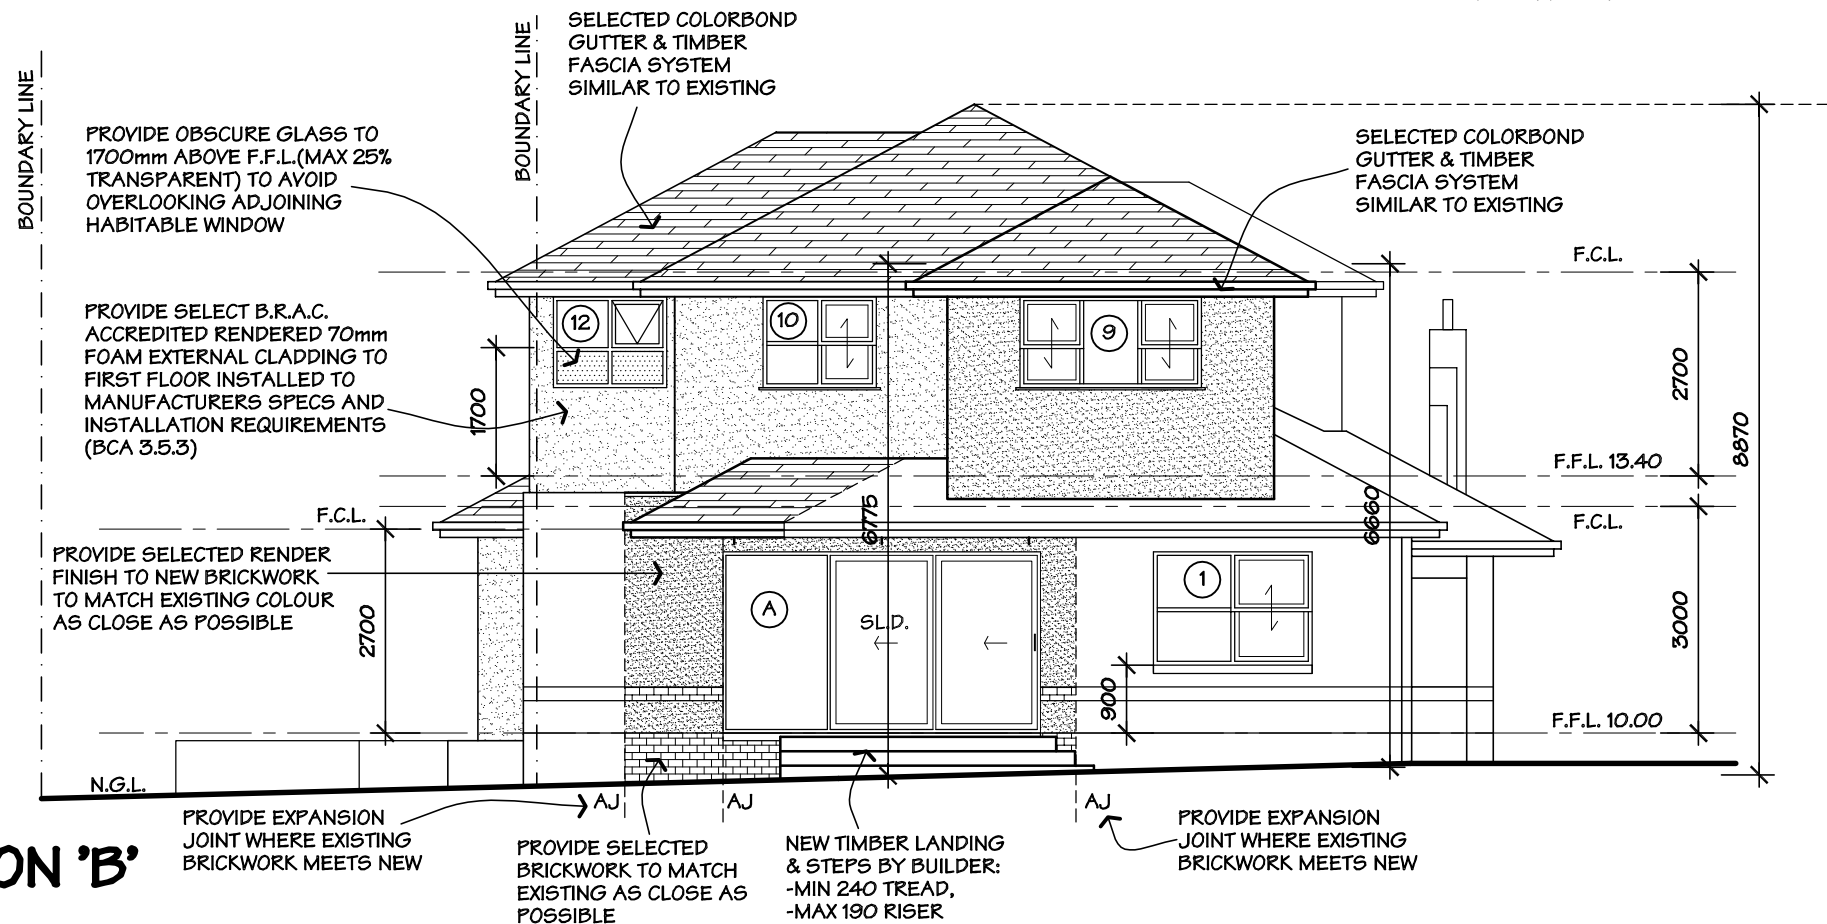 SELECTED COLORBOND
GUTTER & TIMBER
FASCIA SYSTEM
SIMILAR TO EXISTING
BOUNDARY LINE
BOUNDARY LINE
PROVIDE OBSCURE GLASS TO
1700mm ABOVE F.F.L.(MAX 25%
TRANSPARENT) TO AVOID
OVERLOOKING ADJOINING
HABITABLE WINDOW
SELECTED COLORBOND
GUTTER & TIMBER
FASCIA SYSTEM
SIMILAR TO EXISTING
F.C.L.
PROVIDE SELECT B.R.A.C.
ACCREDITED RENDERED 70mm
FOAM EXTERNAL CLADDING TO
FIRST FLOOR INSTALLED TO
MANUFACTURERS SPECS AND
INSTALLATION REQUIREMENTS
(BCA 3.5.3)
12
10
9
1700
2700
8870
F.F.L. 13.40
F.C.L.
6775
6660
F.C.L.
PROVIDE SELECTED RENDER
FINISH TO NEW BRICKWORK
TO MATCH EXISTING COLOUR
AS CLOSE AS POSSIBLE
2700
A
SL.D.
1
900
3000
F.F.L. 10.00
N.G.L.
AJ
AJ
AJ
PROVIDE EXPANSION
JOINT WHERE EXISTING
BRICKWORK MEETS NEW
PROVIDE SELECTED
BRICKWORK TO MATCH
EXISTING AS CLOSE AS
POSSIBLE
NEW TIMBER LANDING
& STEPS BY BUILDER:
-MIN 240 TREAD,
-MAX 190 RISER
PROVIDE EXPANSION
JOINT WHERE EXISTING
BRICKWORK MEETS NEW
ON 'B'